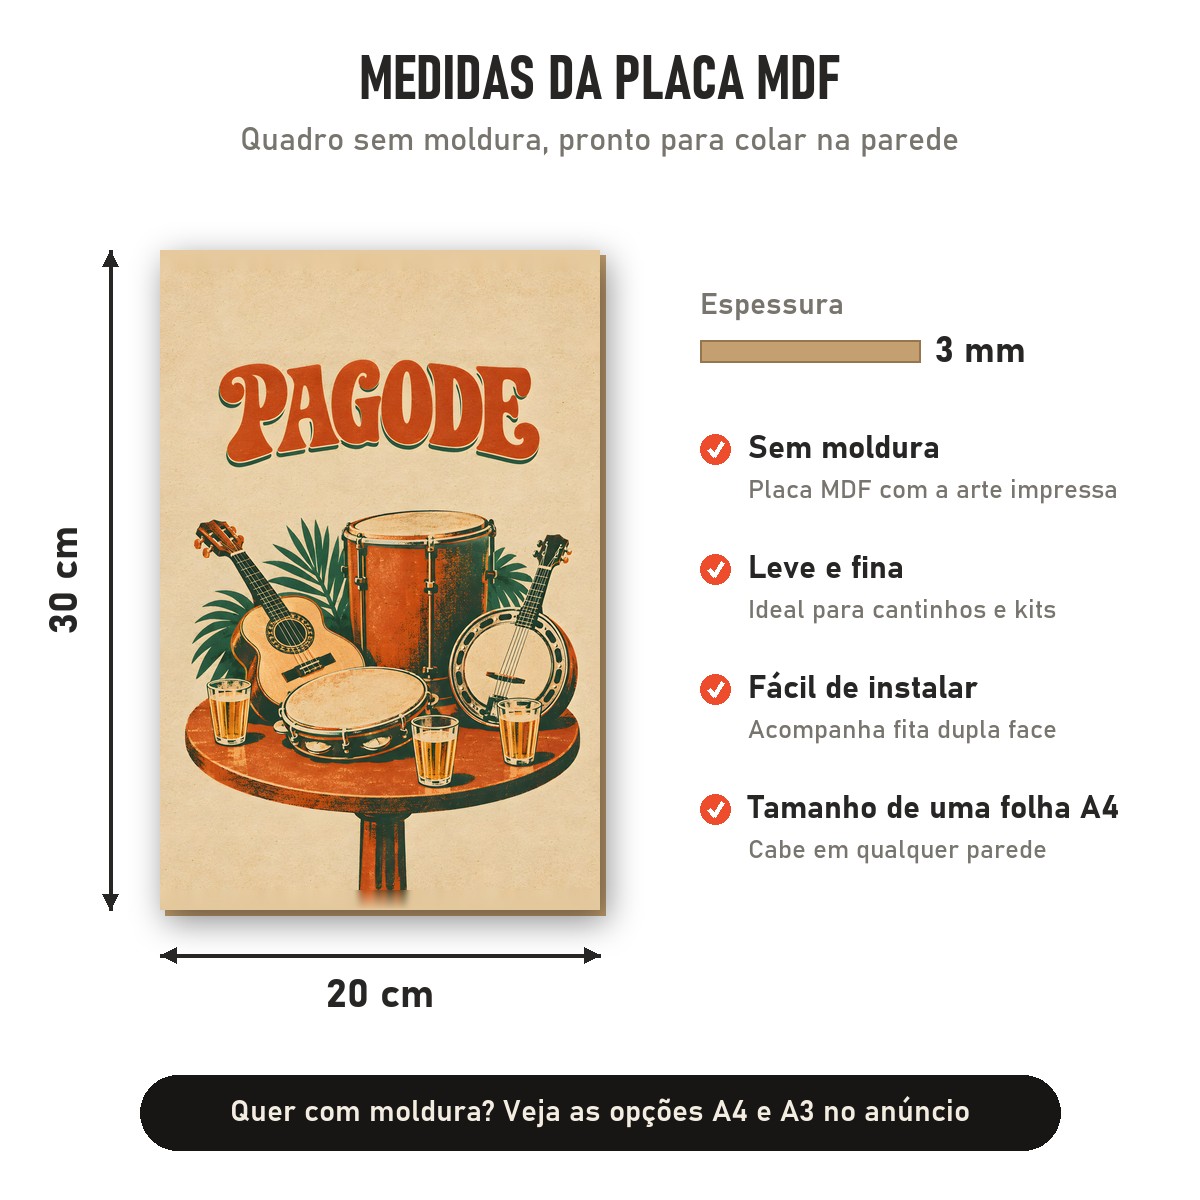 MEDIDAS DA PLACA MDF
Quadro sem moldura, pronto para colar na parede
PAGODE
30 cm
20 cm
Espessura
3 mm
Sem moldura
Placa MDF com a arte impressa
Leve e fina
Ideal para cantinhos e kits
Fácil de instalar
Acompanha fita dupla face
Tamanho de uma folha A4
Cabe em qualquer parede
Quer com moldura? Veja as opções A4 e A3 no anúncio